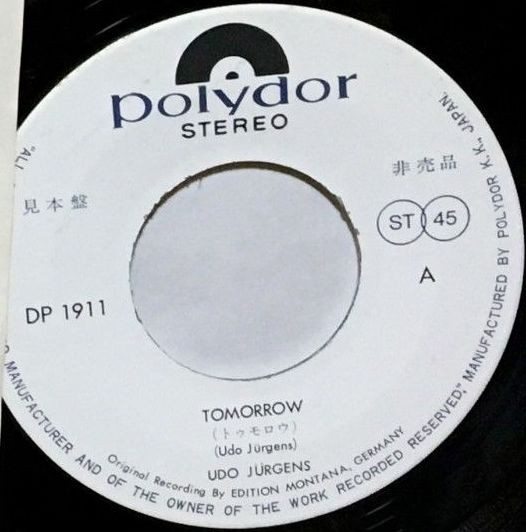 polydor
STEREO
非売品
見本盤
ST 45
A
DP 1911
TOMORROW
(トゥモロウ)
(Udo Jürgens)
UDO JÜRGENS
Original Recording By EDITION MONTANA, GERMANY
MANUFACTURER AND OF THE OWNER OF THE WORK RECORDED RESERVED," MANUFACTURED BY POLYDOR K. K., JAPAN.